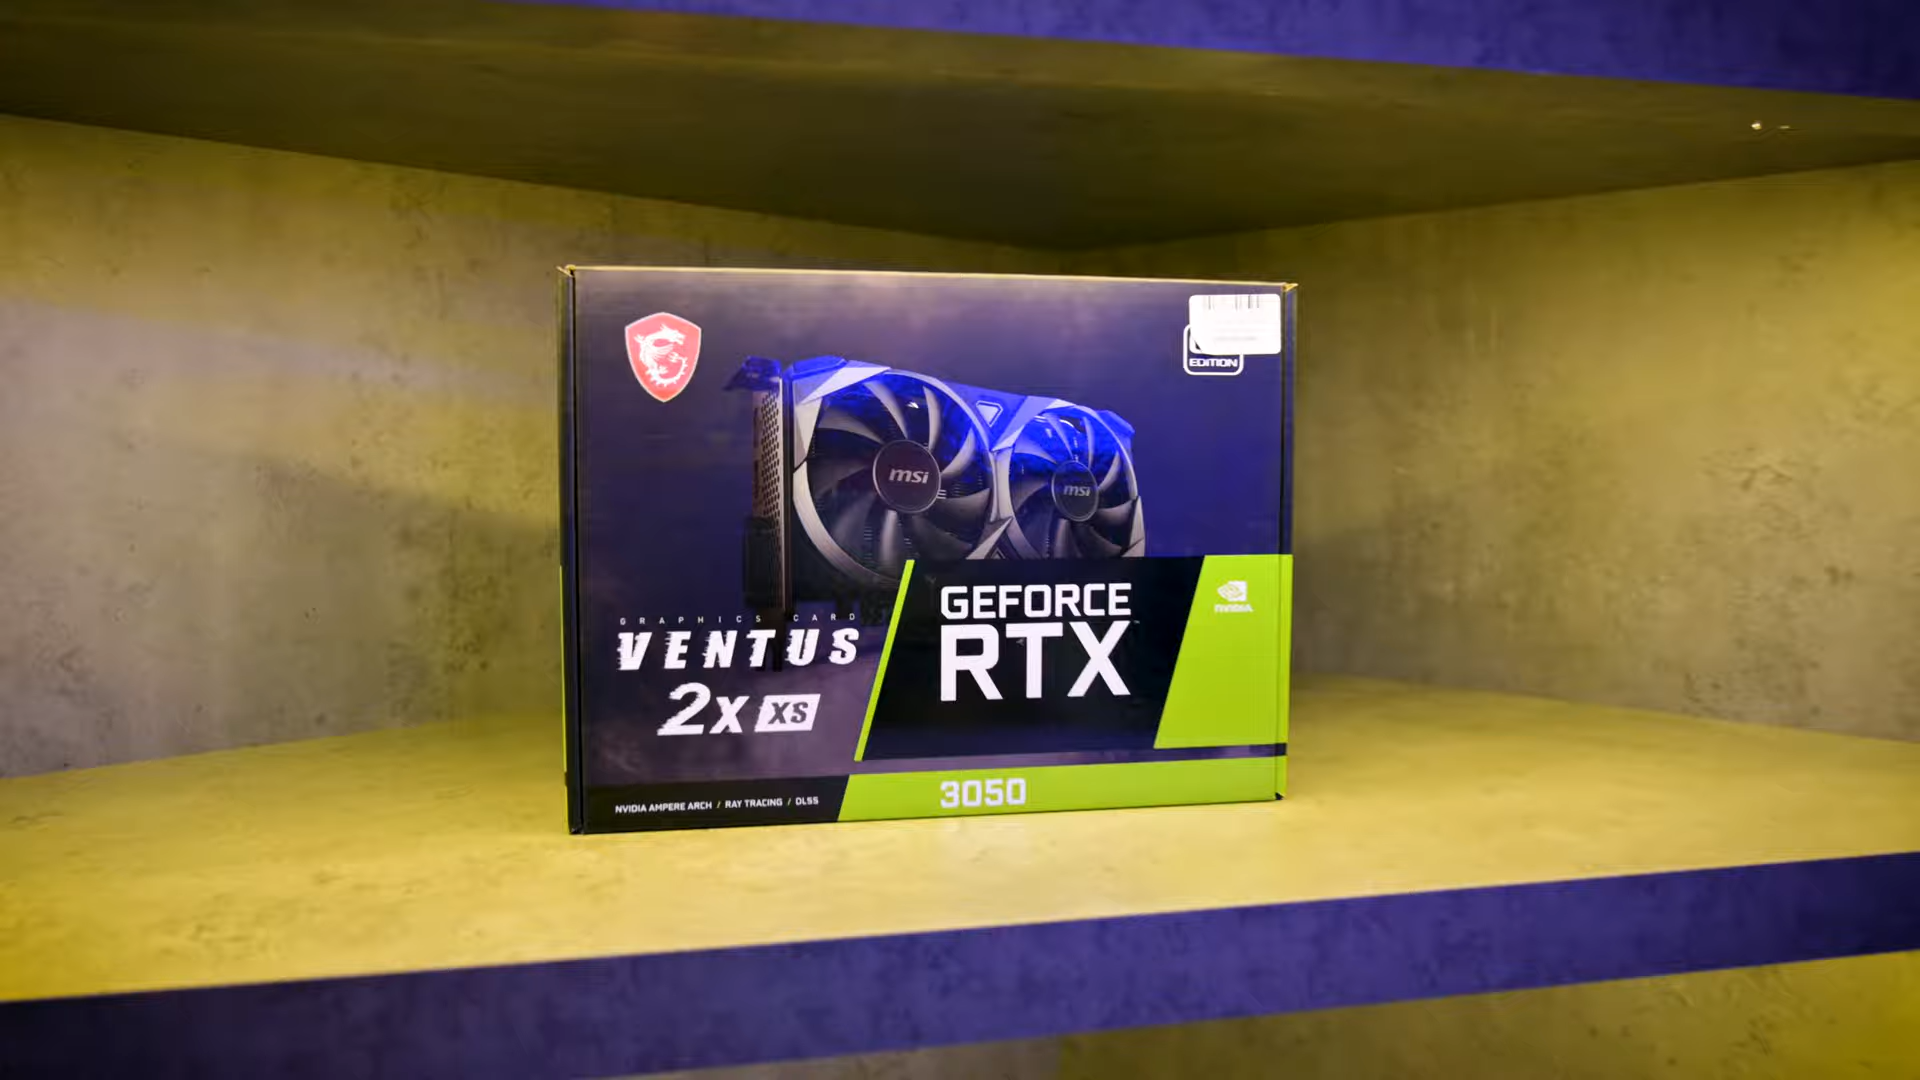 EDITION
msi
msi
GRAPHICS CARD
VENTUS
2X XS
GEFORCE
RTX
NVIDIA
NVIDIA AMPERE ARCH / RAY TRACING / DLSS
3050